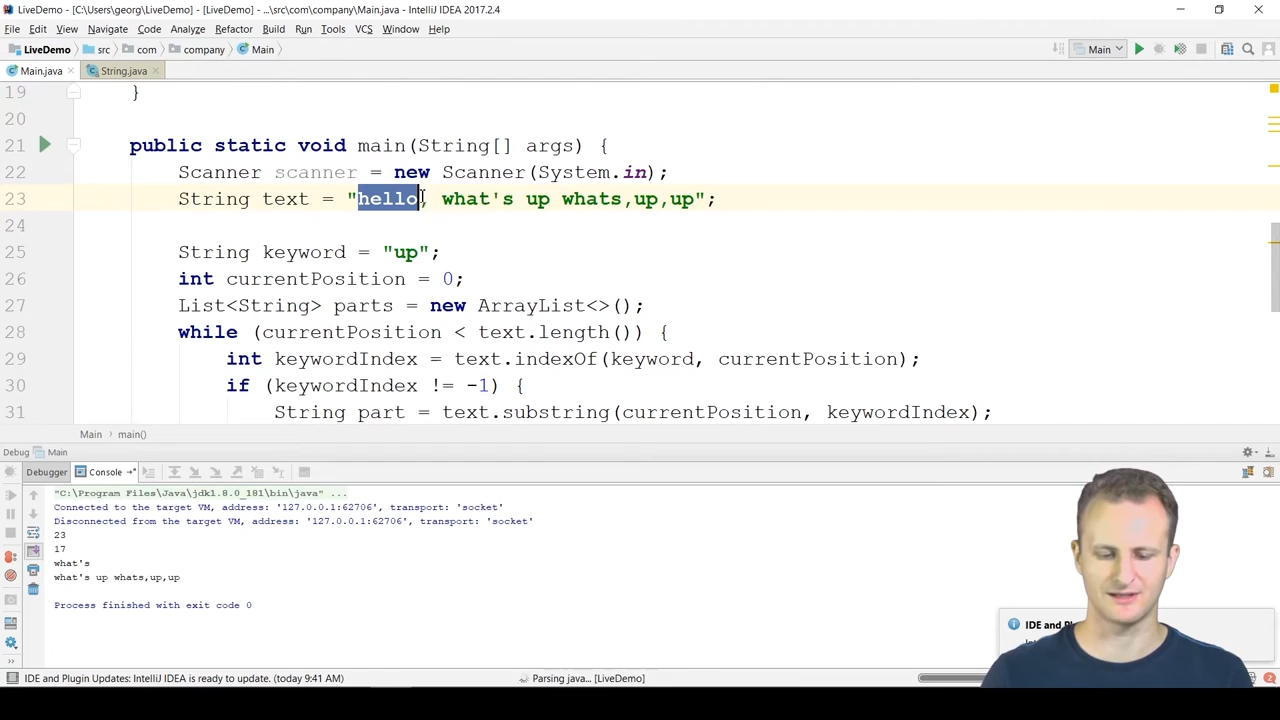 LiveDemo - [C:\Users\georg\LiveDemo] - [LiveDemo] - ...\src\com\company\Main.java - IntelliJ IDEA 2017.2.4
File Edit View Navigate Code Analyze Refactor Build Run Tools VCS Window Help
LiveDemo src com company Main Main
Main.java String.java
19 }
20
21 public static void main(String[] args) {
22 Scanner scanner = new Scanner(System.in);
23 String text = "hello, what's up whats,up,up";
24
25 String keyword = "up";
26 int currentPosition = 0;
27 List<String> parts = new ArrayList<>();
28 while (currentPosition < text.length()) {
29 int keywordIndex = text.indexOf(keyword, currentPosition);
30 if (keywordIndex != -1) {
31 String part = text.substring(currentPosition, keywordIndex);
Main main()
Debug Main
Debugger Console
"C:\Program Files\Java\jdk1.8.0_181\bin\java" ...
Connected to the target VM, address: '127.0.0.1:62706', transport: 'socket'
Disconnected from the target VM, address: '127.0.0.1:62706', transport: 'socket'
23
17
what's
what's up whats,up,up
Process finished with exit code 0
IDE and
IDE and Plugin Updates: IntelliJ IDEA is ready to update. (today 9:41 AM) Parsing java... [LiveDemo] 2